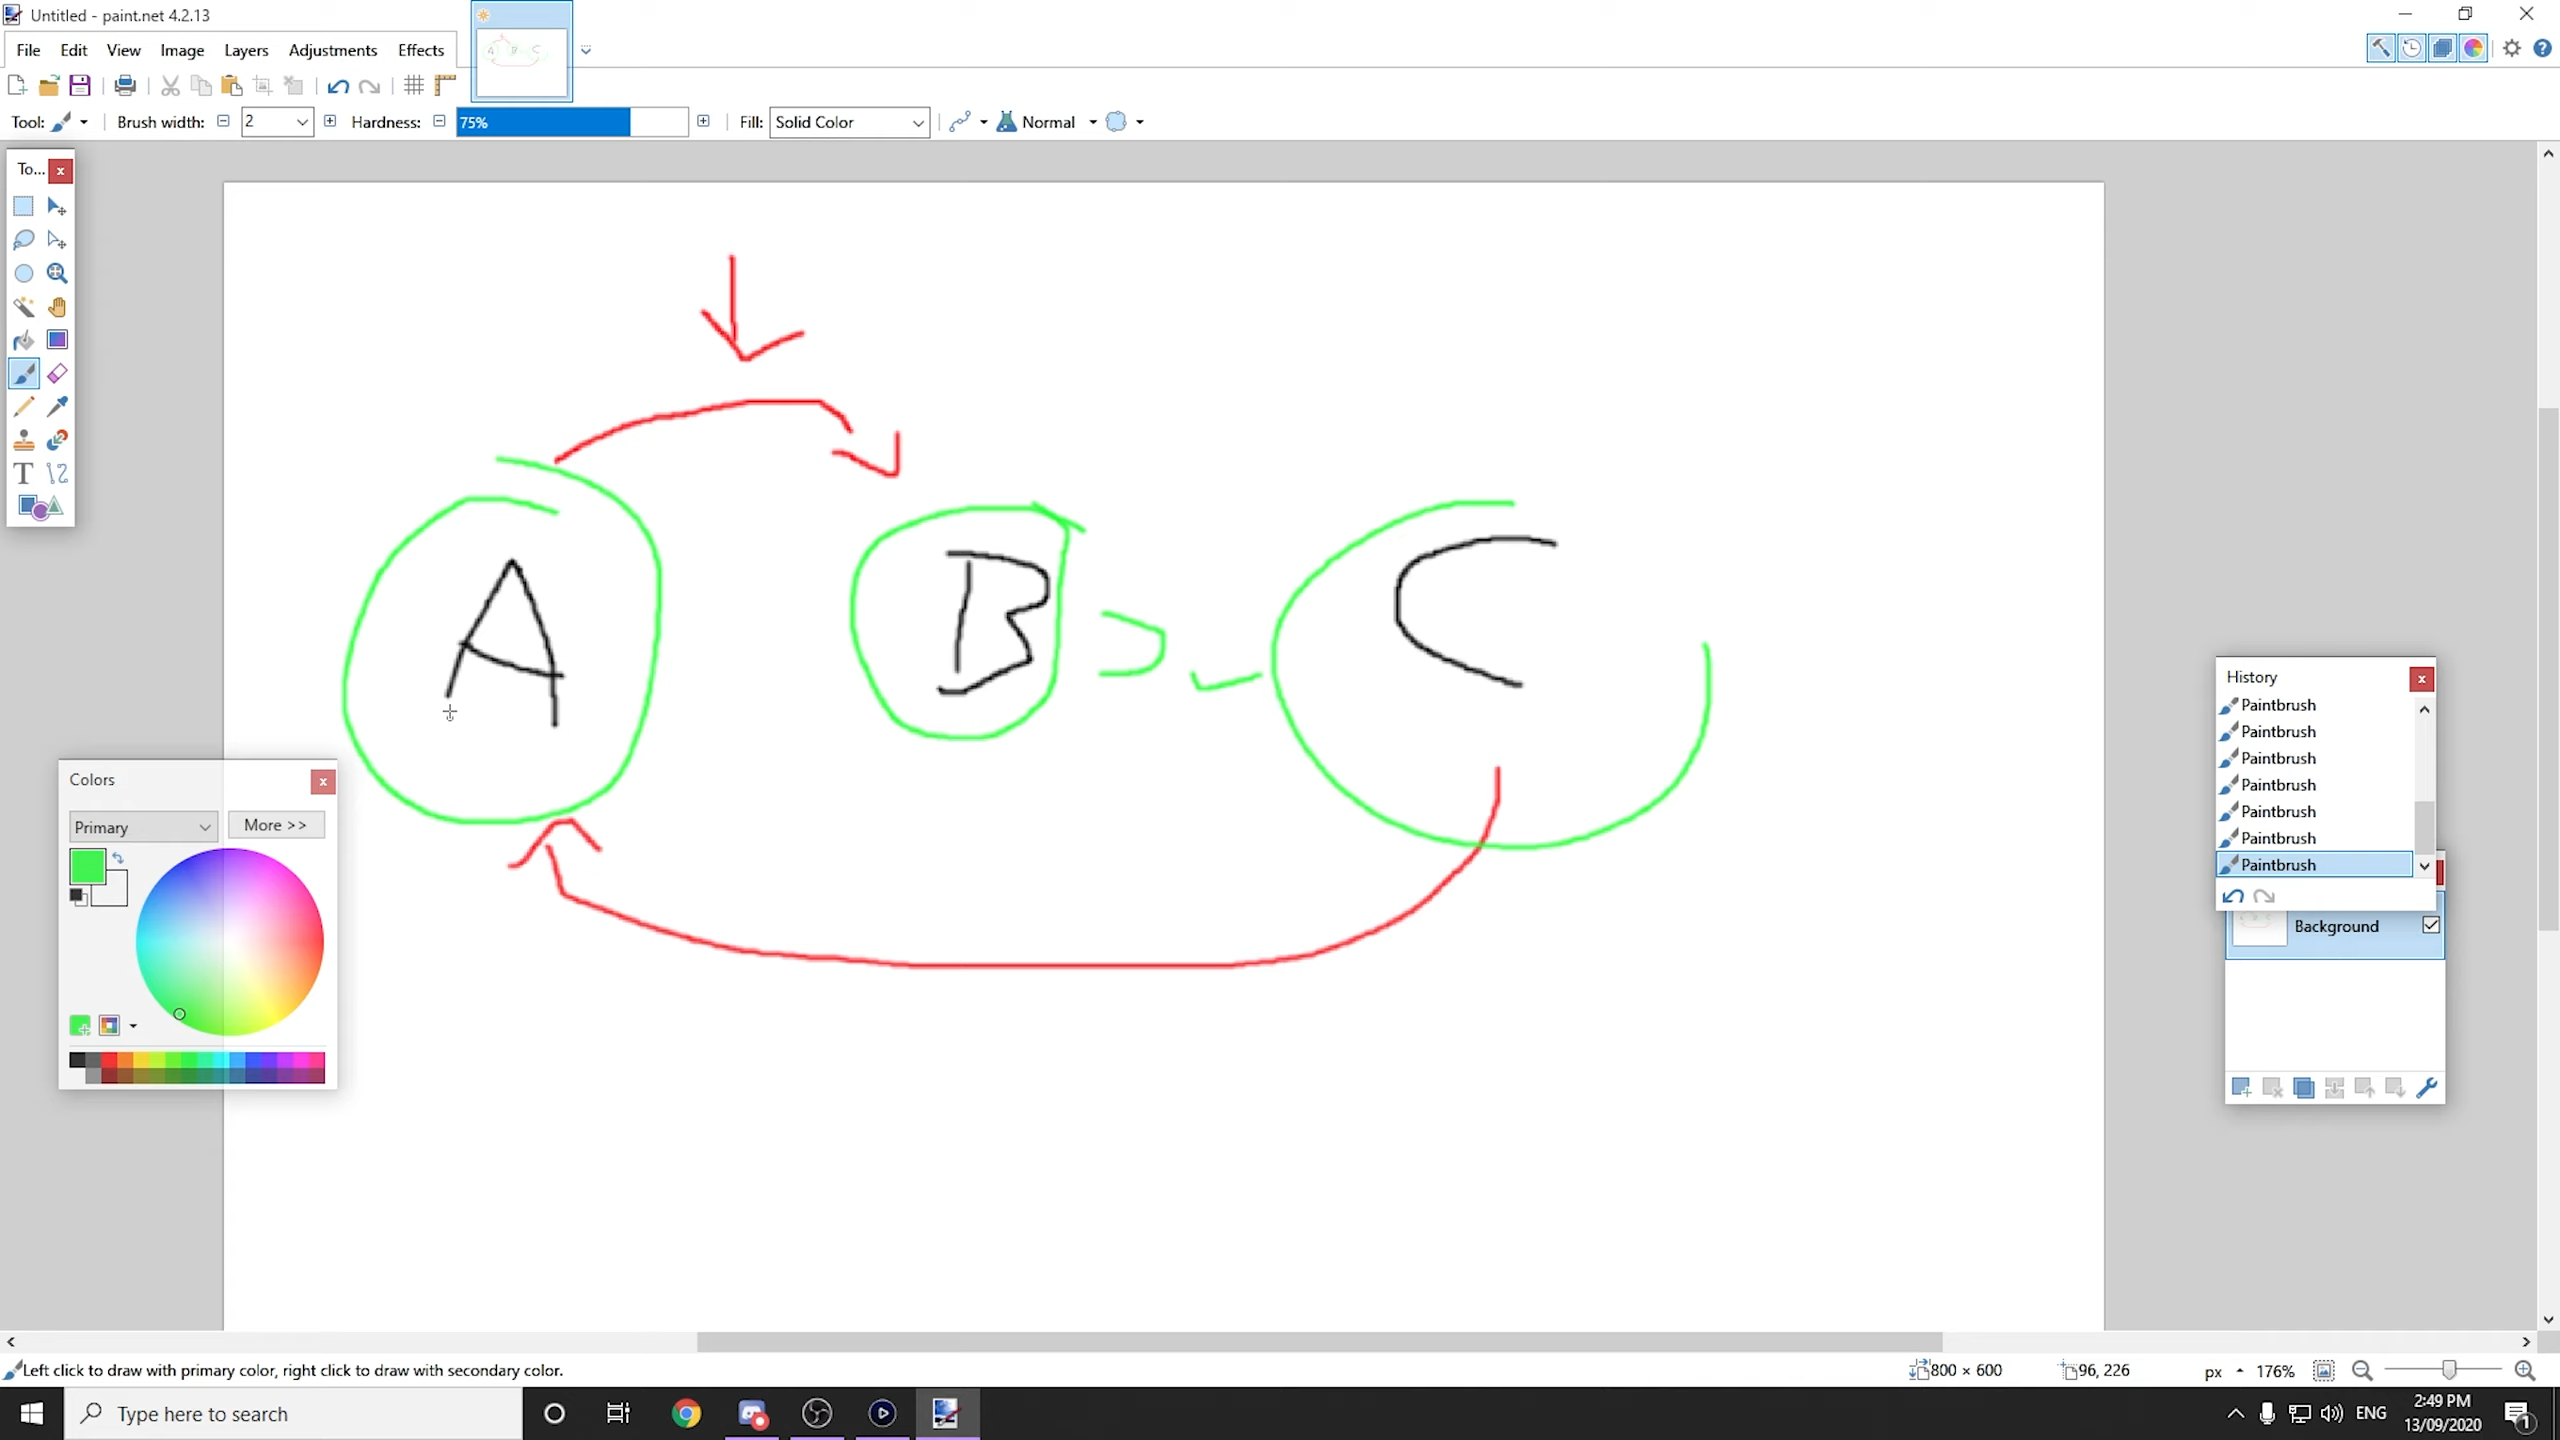 Untitled - paint.net 4.2.13
File Edit View Image Layers Adjustments Effects
Tool: Brush width: 2 Hardness: 75% Fill: Solid Color Normal
To...
A B C
Colors
Primary More >>
History
Paintbrush
Paintbrush
Paintbrush
Paintbrush
Paintbrush
Paintbrush
Paintbrush
Background
Left click to draw with primary color, right click to draw with secondary color. 800 × 600 96, 226 px 176%
Type here to search ENG 2:49 PM
13/09/2020
1